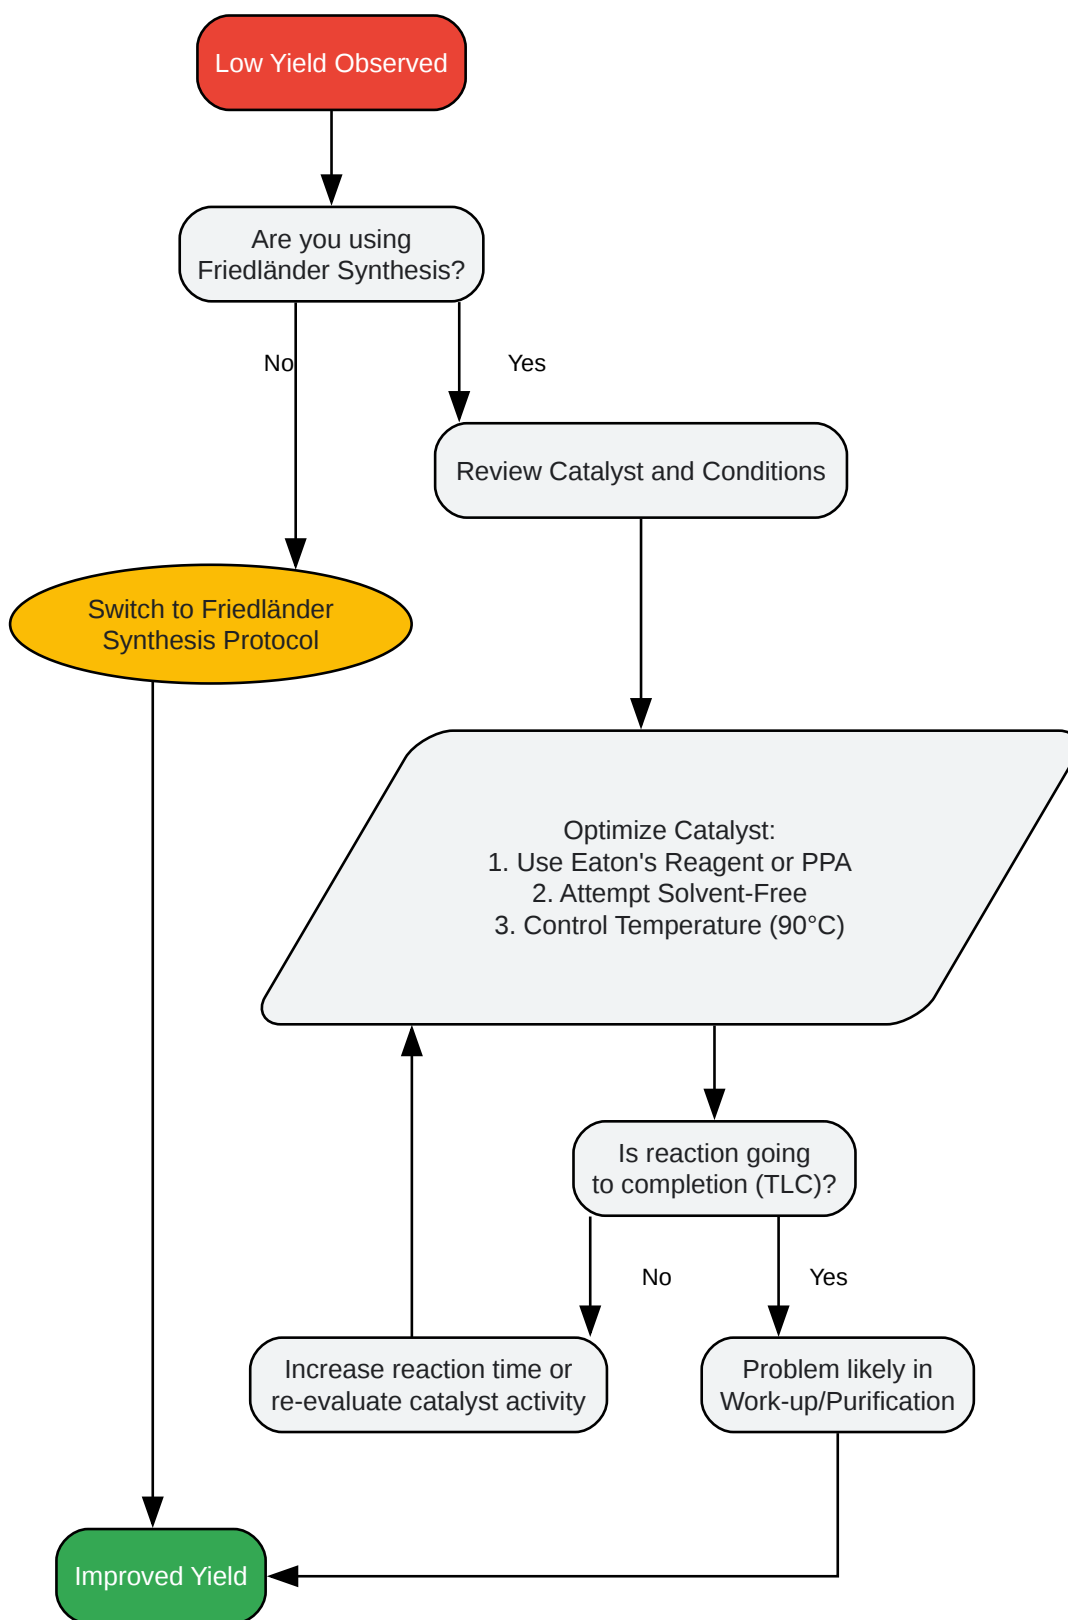 Low Yield Observed
Are you using
Friedländer Synthesis?
No
Yes
Review Catalyst and Conditions
Switch to Friedländer
Synthesis Protocol
Optimize Catalyst:
1. Use Eaton's Reagent or PPA
2. Attempt Solvent-Free
3. Control Temperature (90°C)
Is reaction going
to completion (TLC)?
No
Yes
Increase reaction time or
re-evaluate catalyst activity
Problem likely in
Work-up/Purification
Improved Yield